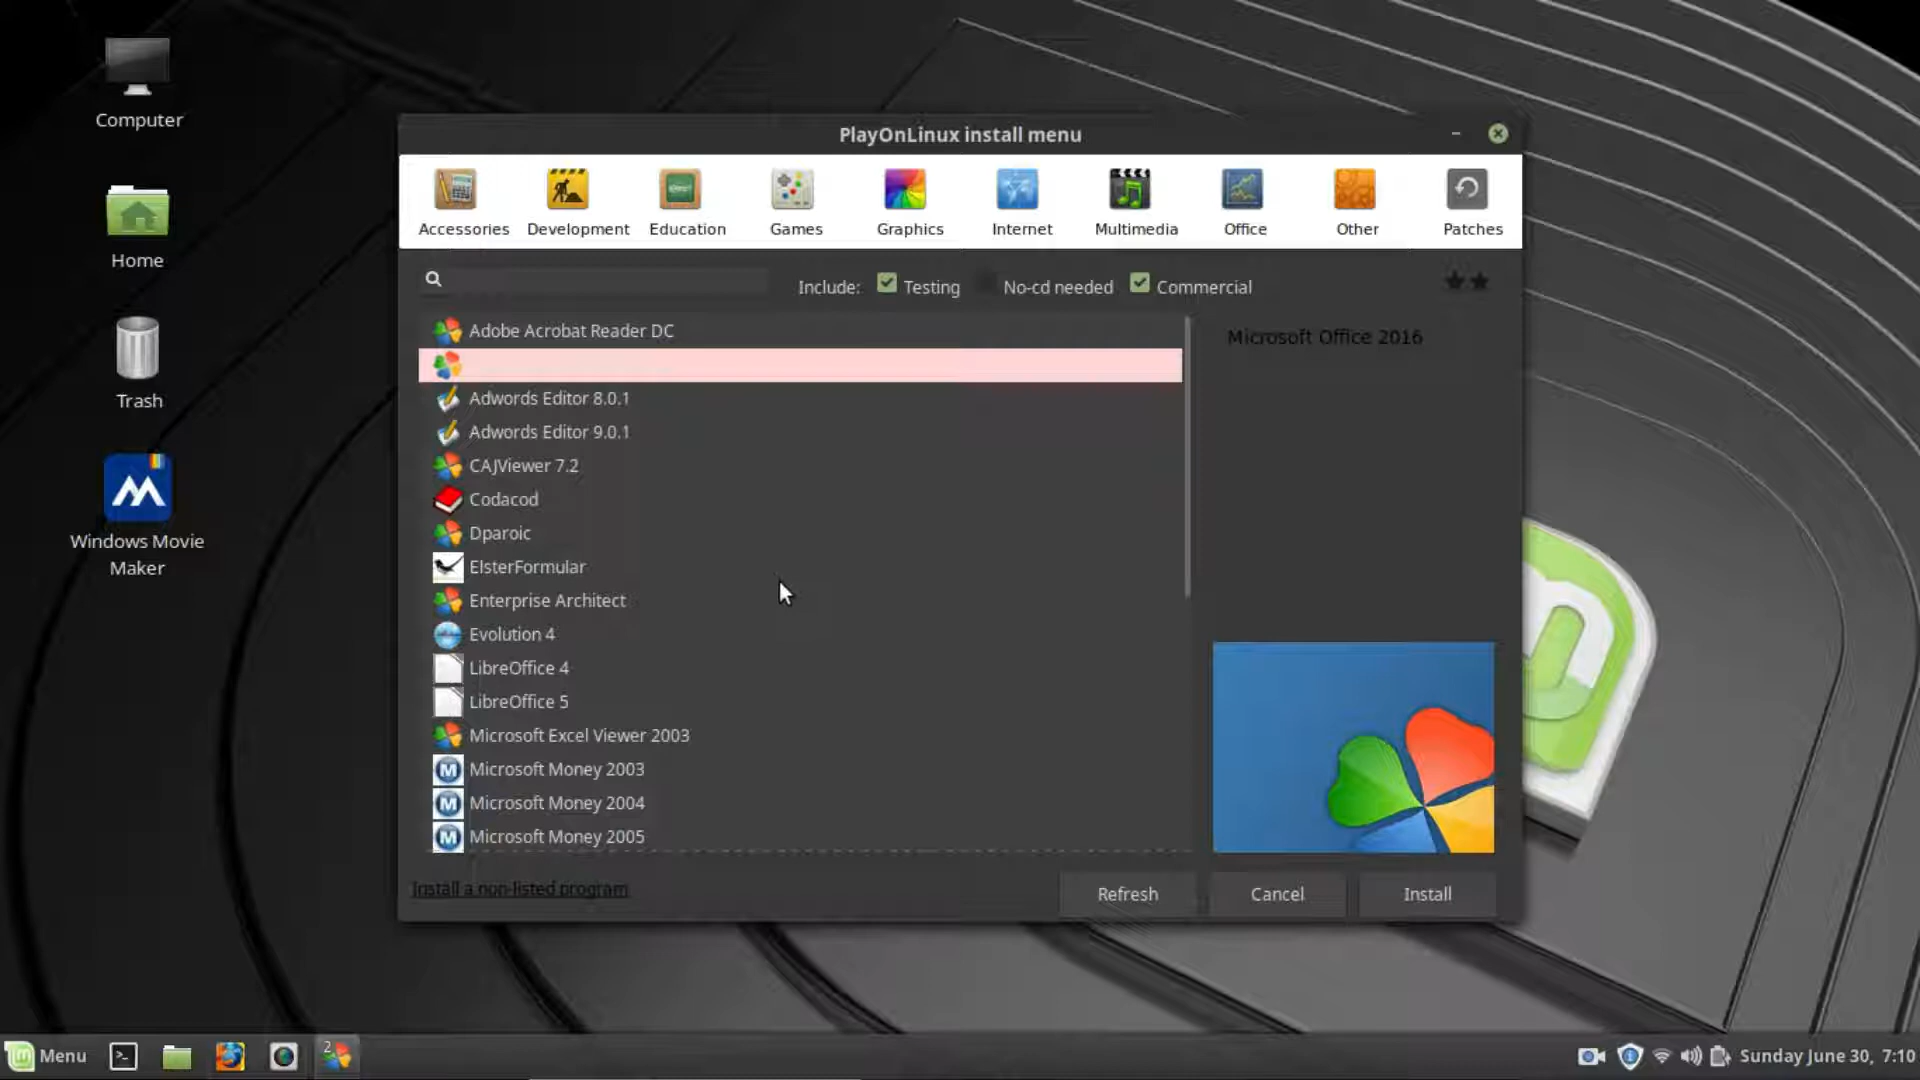 Computer
Home
Trash
Windows Movie
Maker
PlayOnLinux install menu
Accessories
Development
Education
Games
Graphics
Internet
Multimedia
Office
Other
Patches
Include:
Testing
No-cd needed
Commercial
Adobe Acrobat Reader DC
Adwords Editor 8.0.1
Adwords Editor 9.0.1
CAJViewer 7.2
Codacod
Dparoic
ElsterFormular
Enterprise Architect
Evolution 4
LibreOffice 4
LibreOffice 5
Microsoft Excel Viewer 2003
Microsoft Money 2003
Microsoft Money 2004
Microsoft Money 2005
Microsoft Office 2016
Install a non-listed program
Refresh
Cancel
Install
Menu
2
Sunday June 30, 7:10